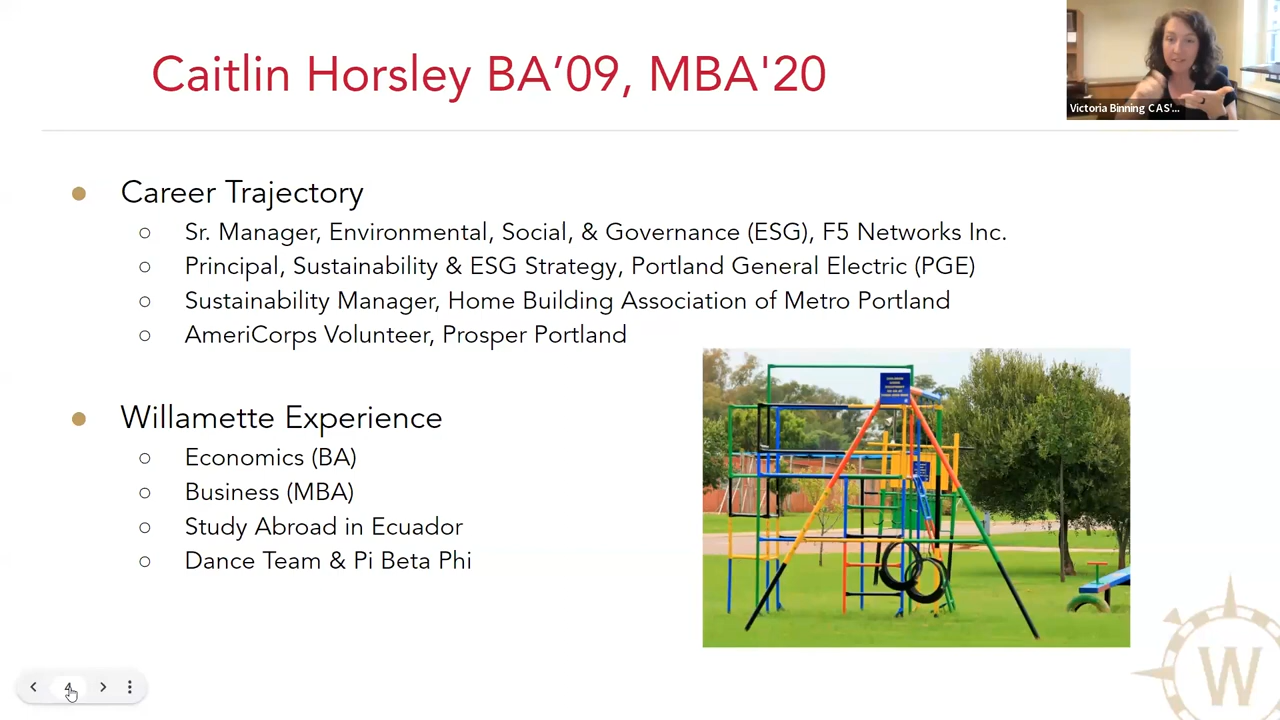 Caitlin Horsley BA‘09, MBA'20
Victoria Binning CAS'...
Career Trajectory
Sr. Manager, Environmental, Social, & Governance (ESG), F5 Networks Inc.
Principal, Sustainability & ESG Strategy, Portland General Electric (PGE)
Sustainability Manager, Home Building Association of Metro Portland
AmeriCorps Volunteer, Prosper Portland
Willamette Experience
Economics (BA)
Business (MBA)
Study Abroad in Ecuador
Dance Team & Pi Beta Phi
W
4